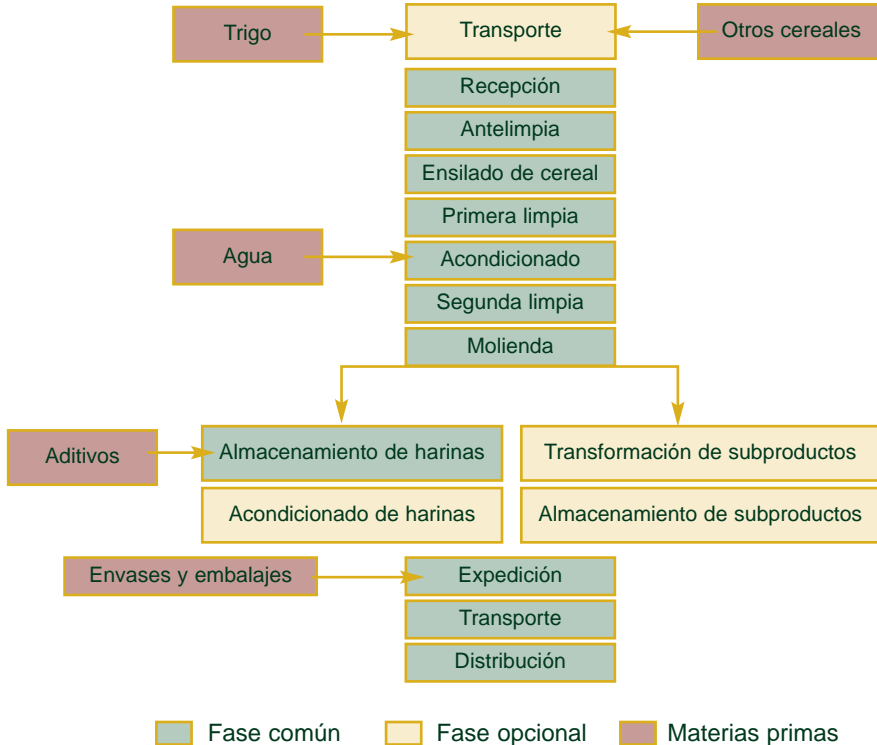 Trigo
Transporte
Otros cereales
Recepción
Antelimpia
Ensilado de cereal
Primera limpia
Agua
Acondicionado
Segunda limpia
Molienda
Aditivos
Almacenamiento de harinas
Transformación de subproductos
Acondicionado de harinas
Almacenamiento de subproductos
Envases y embalajes
Expedición
Transporte
Distribución
Fase común
Fase opcional
Materias primas